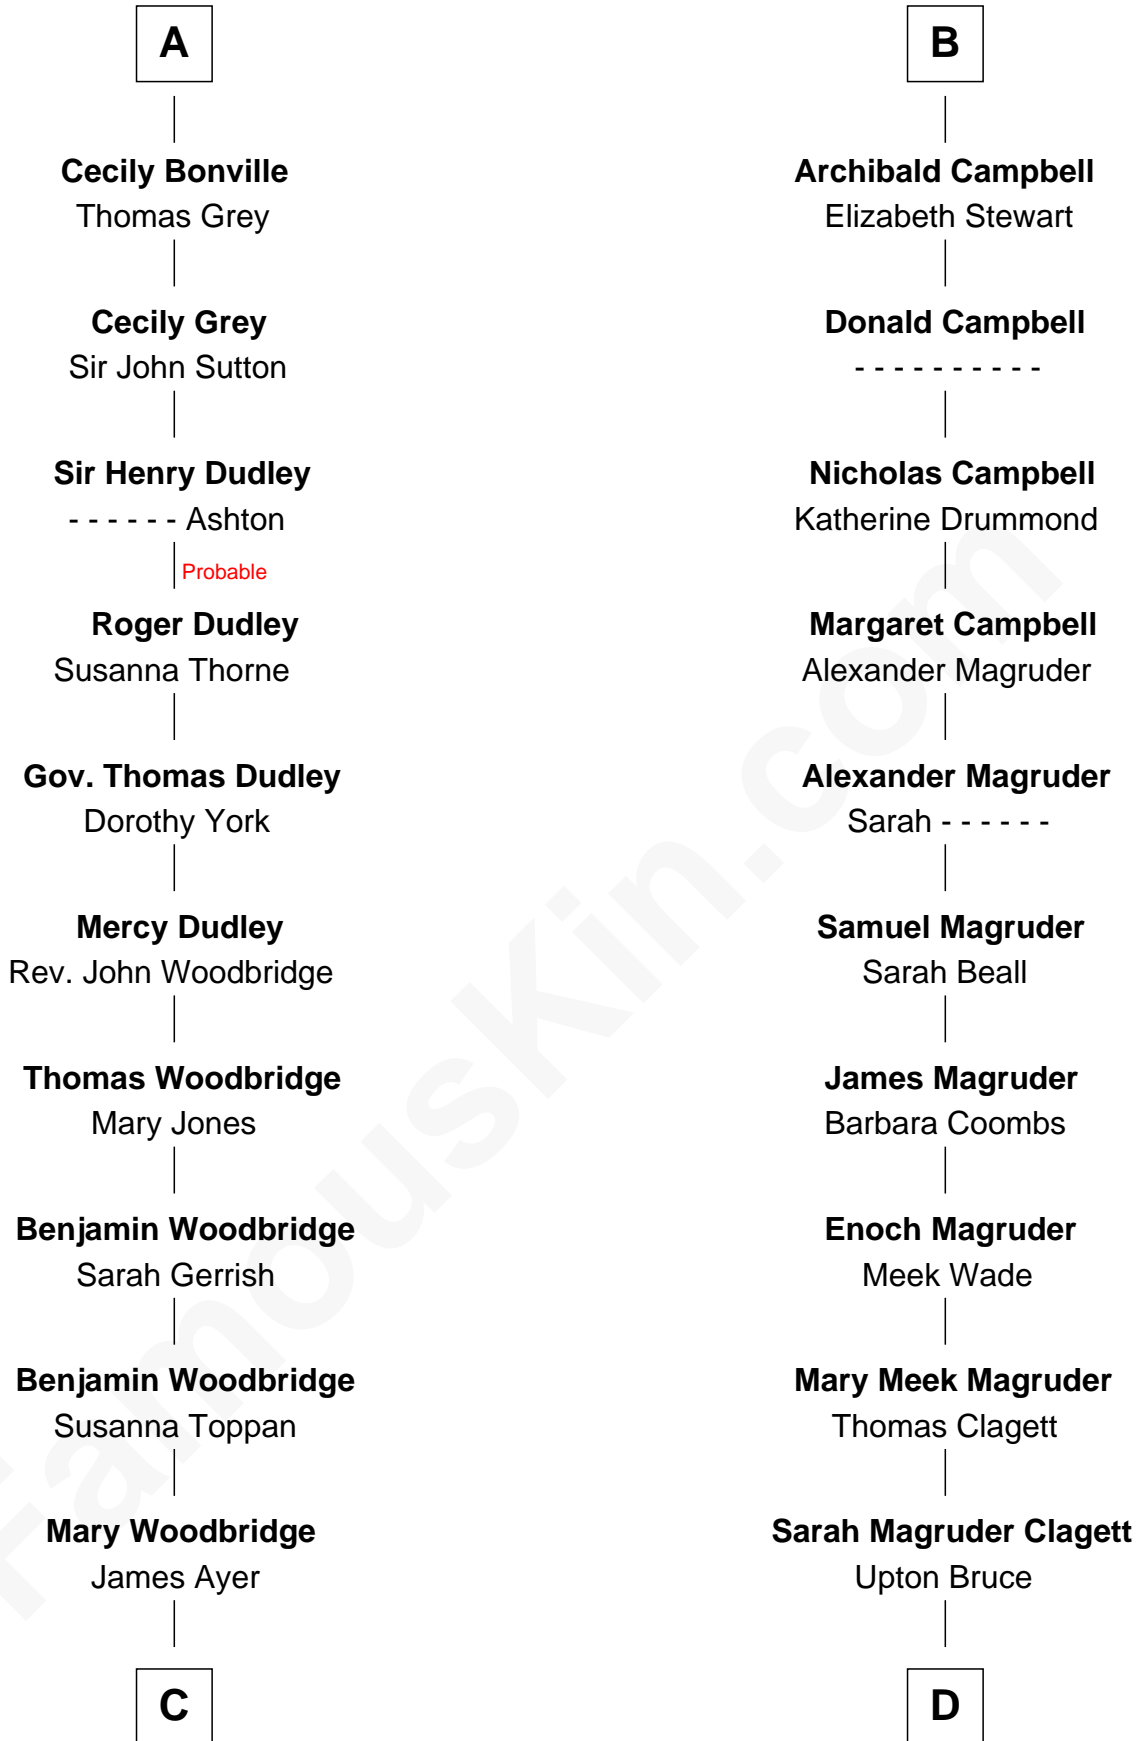 A
Cecily Bonville
Thomas Grey
Cecily Grey
Sir John Sutton
Sir Henry Dudley
- - - - - - Ashton
Probable
Roger Dudley
Susanna Thorne
Gov. Thomas Dudley
Dorothy York
Mercy Dudley
Rev. John Woodbridge
Thomas Woodbridge
Mary Jones
Benjamin Woodbridge
Sarah Gerrish
Benjamin Woodbridge
Susanna Toppan
Mary Woodbridge
James Ayer
C
B
Archibald Campbell
Elizabeth Stewart
Donald Campbell
- - - - - - - - - -
Nicholas Campbell
Katherine Drummond
Margaret Campbell
Alexander Magruder
Alexander Magruder
Sarah - - - - - -
Samuel Magruder
Sarah Beall
James Magruder
Barbara Coombs
Enoch Magruder
Meek Wade
Mary Meek Magruder
Thomas Clagett
Sarah Magruder Clagett
Upton Bruce
D
FamousKin.com